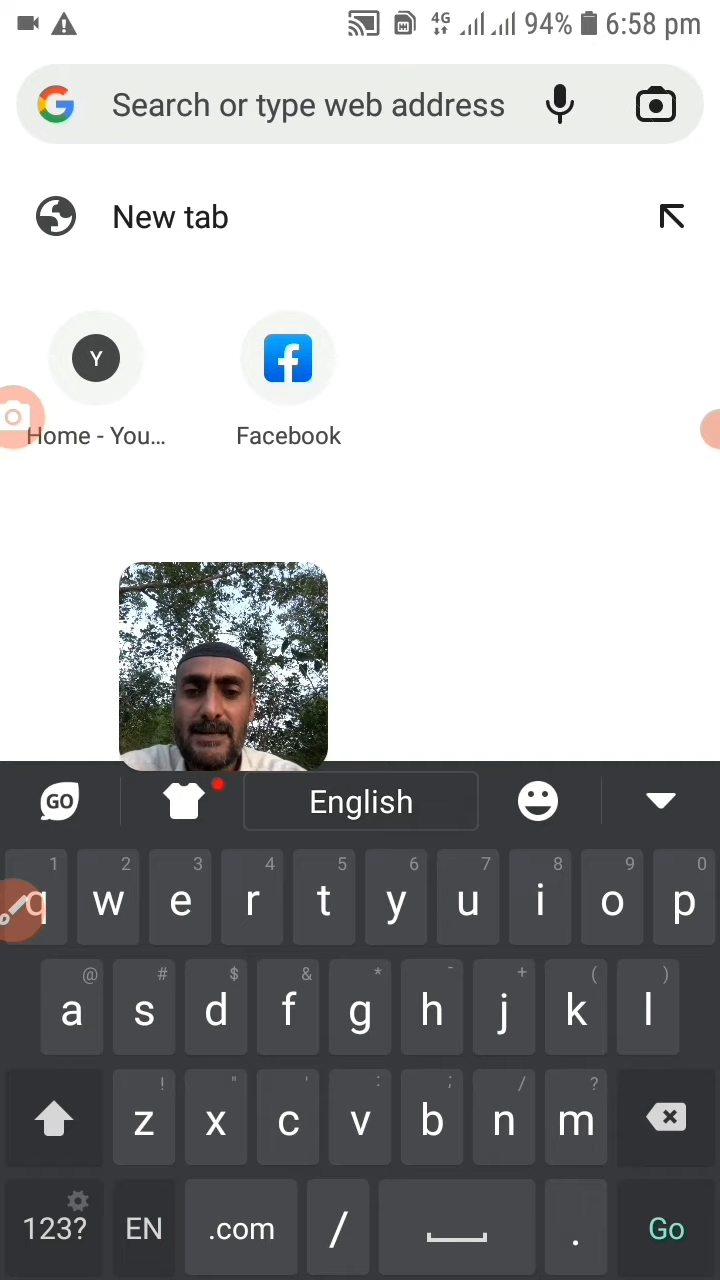 4G 94% 6:58 pm
Search or type web address
New tab
Y
Home - You... Facebook
GO English
1 2 3 4 5 6 7 8 9 0
q w e r t y u i o p
@ # $ & * - + ( )
a s d f g h j k l
! " ' : ; / ?
z x c v b n m
123? EN .com / . Go